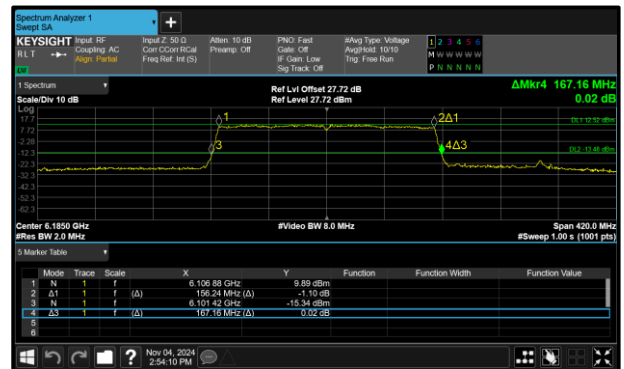 Spectrum Analyzer 1
Swept SA
+
KEYSIGHT Input: RF Input Z: 50 Ω Atten: 10 dB PNO: Fast #Avg Type: Voltage 1 2 3 4 5 6
RLT Coupling: AC Corr CCorr RCal Preamp: Off Gate: Off Avg|Hold: 10/10 M W W W W W
Align: Partial Freq Ref: Int (S) IF Gain: Low Trig: Free Run
Sig Track: Off P N N N N N
LW
1 Spectrum
Ref Lvl Offset 27.72 dB ΔMkr4 167.16 MHz
Scale/Div 10 dB Ref Level 27.72 dBm 0.02 dB
Log
17.7 1 2Δ1 DL1 12.52 dBm
7.72
-2.28
-12.3 3 4Δ3 DL2 -13.48 dBm
-22.3
-32.3
-42.3
-52.3
-62.3
Center 6.1850 GHz #Video BW 8.0 MHz Span 420.0 MHz
#Res BW 2.0 MHz #Sweep 1.00 s (1001 pts)
5 Marker Table
Mode Trace Scale X Y Function Function Width Function Value
1 N 1 f 6.106 88 GHz 9.89 dBm
2 Δ1 1 f (Δ) 156.24 MHz (Δ) -1.10 dB
3 N 1 f 6.101 42 GHz -15.34 dBm
4 Δ3 1 f (Δ) 167.16 MHz (Δ) 0.02 dB
5
6
? Nov 04, 2024
2:54:10 PM